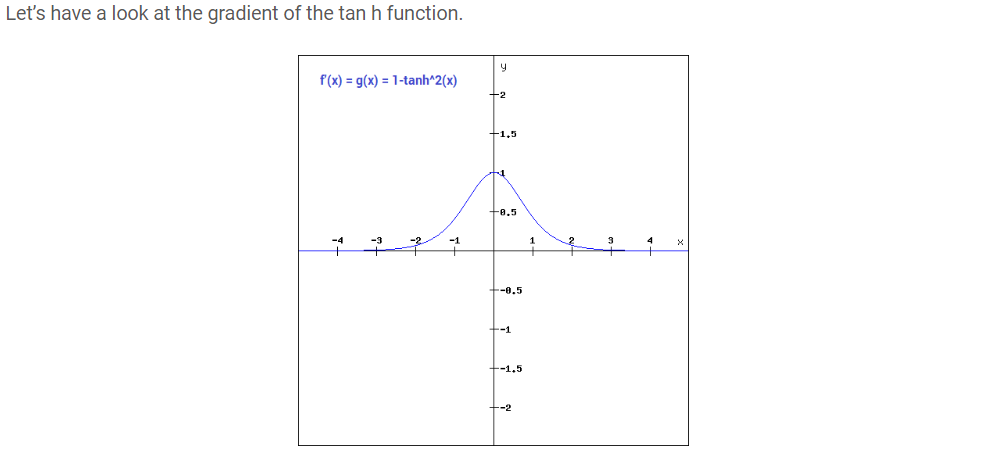 Let's have a look at the gradient of the tan h function.
y
f'(x) = g(x) = 1-tanh^2(x)
2
1.5
1
0.5
-4 -3 -2 -1 1 2 3 4 x
-0.5
-1
-1.5
-2